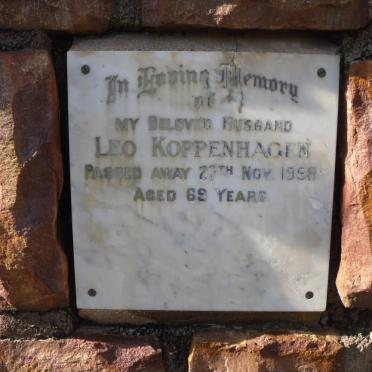 In Loving Memory
of
My Beloved Husband
Leo Koppenhagen
Passed away 27th Nov. 1958
Aged 69 Years